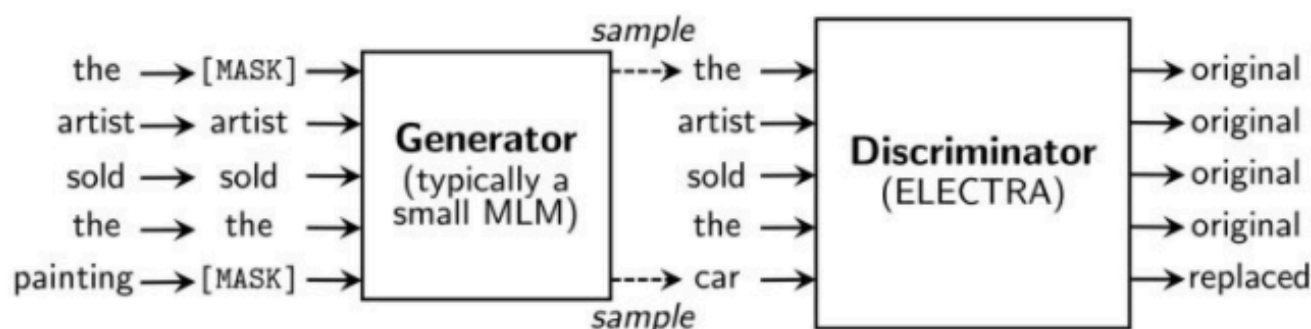 sample
the [MASK] the original
artist artist artist original
Generator
(typically a
small MLM)
Discriminator
(ELECTRA)
sold sold sold original
the the the original
painting [MASK] car replaced
sample